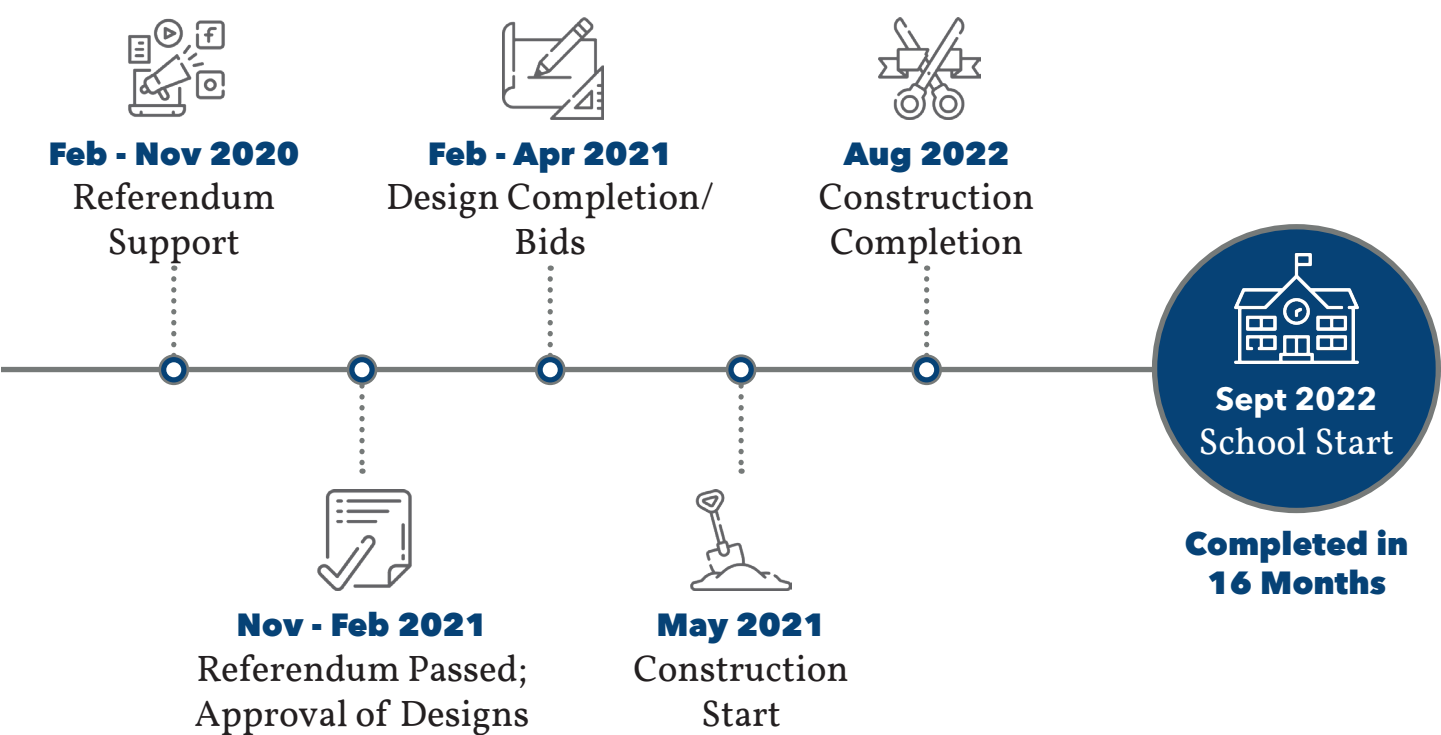 Feb - Nov 2020
Referendum
Support
Nov - Feb 2021
Referendum Passed;
Approval of Designs
Feb - Apr 2021
Design Completion/
Bids
May 2021
Construction
Start
Aug 2022
Construction
Completion
Sept 2022
School Start
Completed in
16 Months